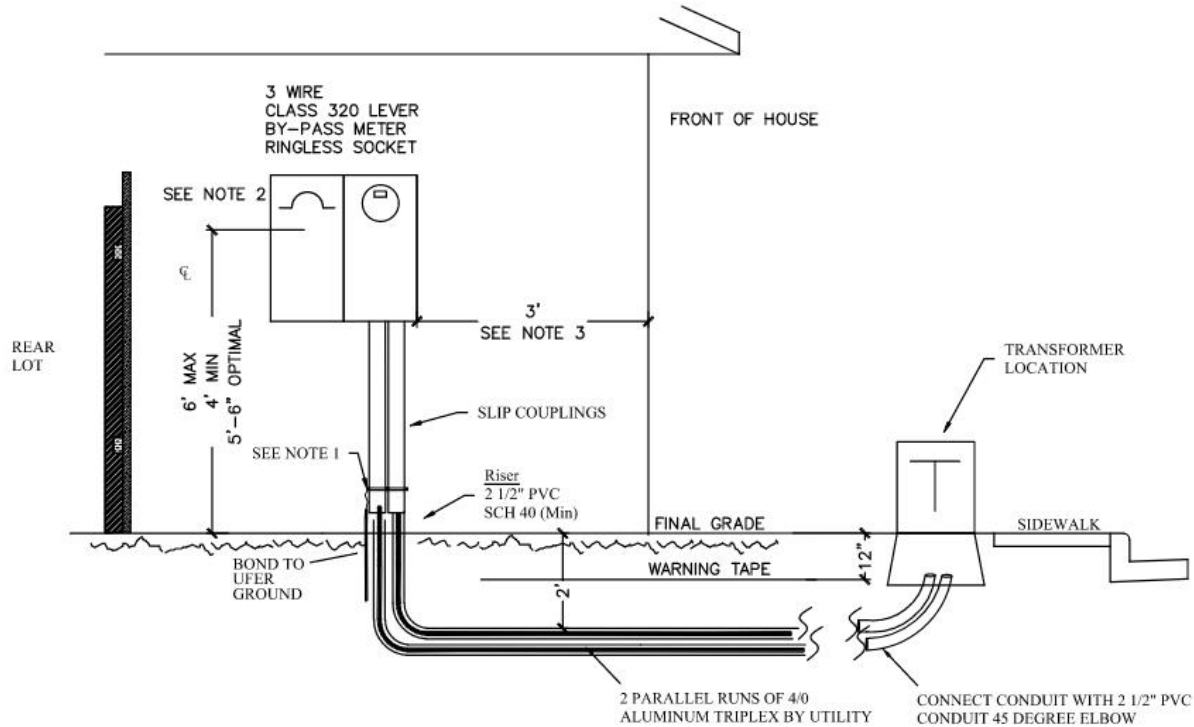 3 WIRE
CLASS 320 LEVER
BY-PASS METER
RINGLESS SOCKET
FRONT OF HOUSE
SEE NOTE 2
℄
3'
SEE NOTE 3
REAR
LOT
6' MAX
4' MIN
5'-6" OPTIMAL
TRANSFORMER
LOCATION
SLIP COUPLINGS
SEE NOTE 1
Riser
2 1/2" PVC
SCH 40 (Min)
FINAL GRADE
SIDEWALK
BOND TO
UFER
GROUND
WARNING TAPE
12"
2'
2 PARALLEL RUNS OF 4/0
ALUMINUM TRIPLEX BY UTILITY
CONNECT CONDUIT WITH 2 1/2" PVC
CONDUIT 45 DEGREE ELBOW